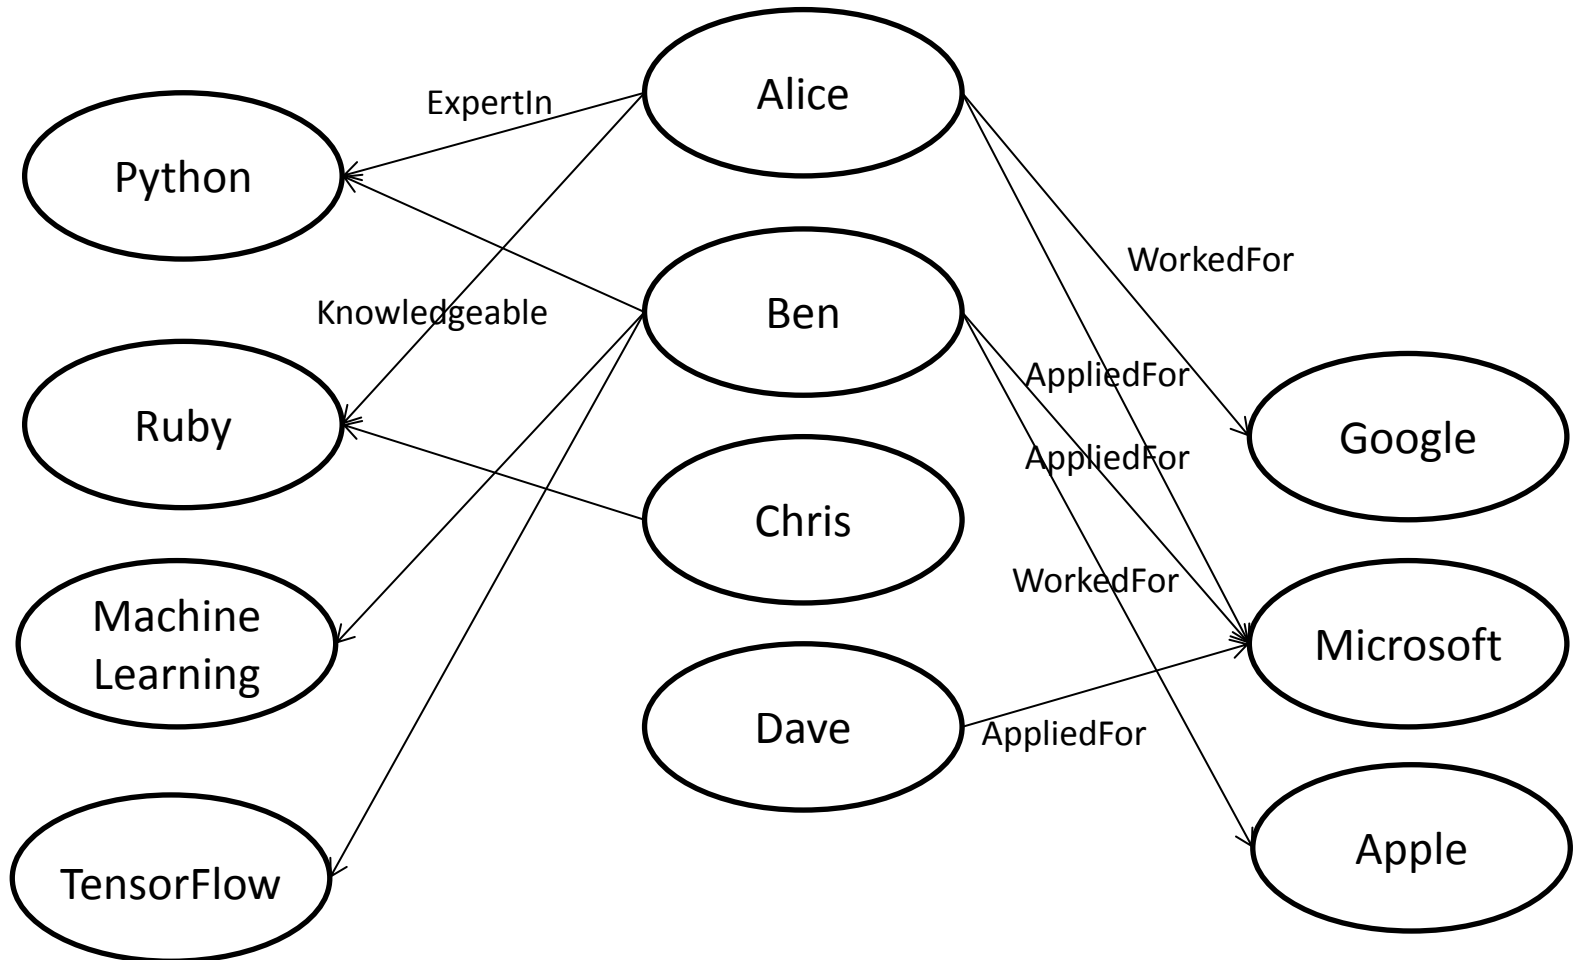 Alice
ExpertIn
Python
WorkedFor
Knowledgeable
Ben
AppliedFor
Ruby
Google
AppliedFor
Chris
WorkedFor
Machine
Learning
Microsoft
Dave
AppliedFor
Apple
TensorFlow